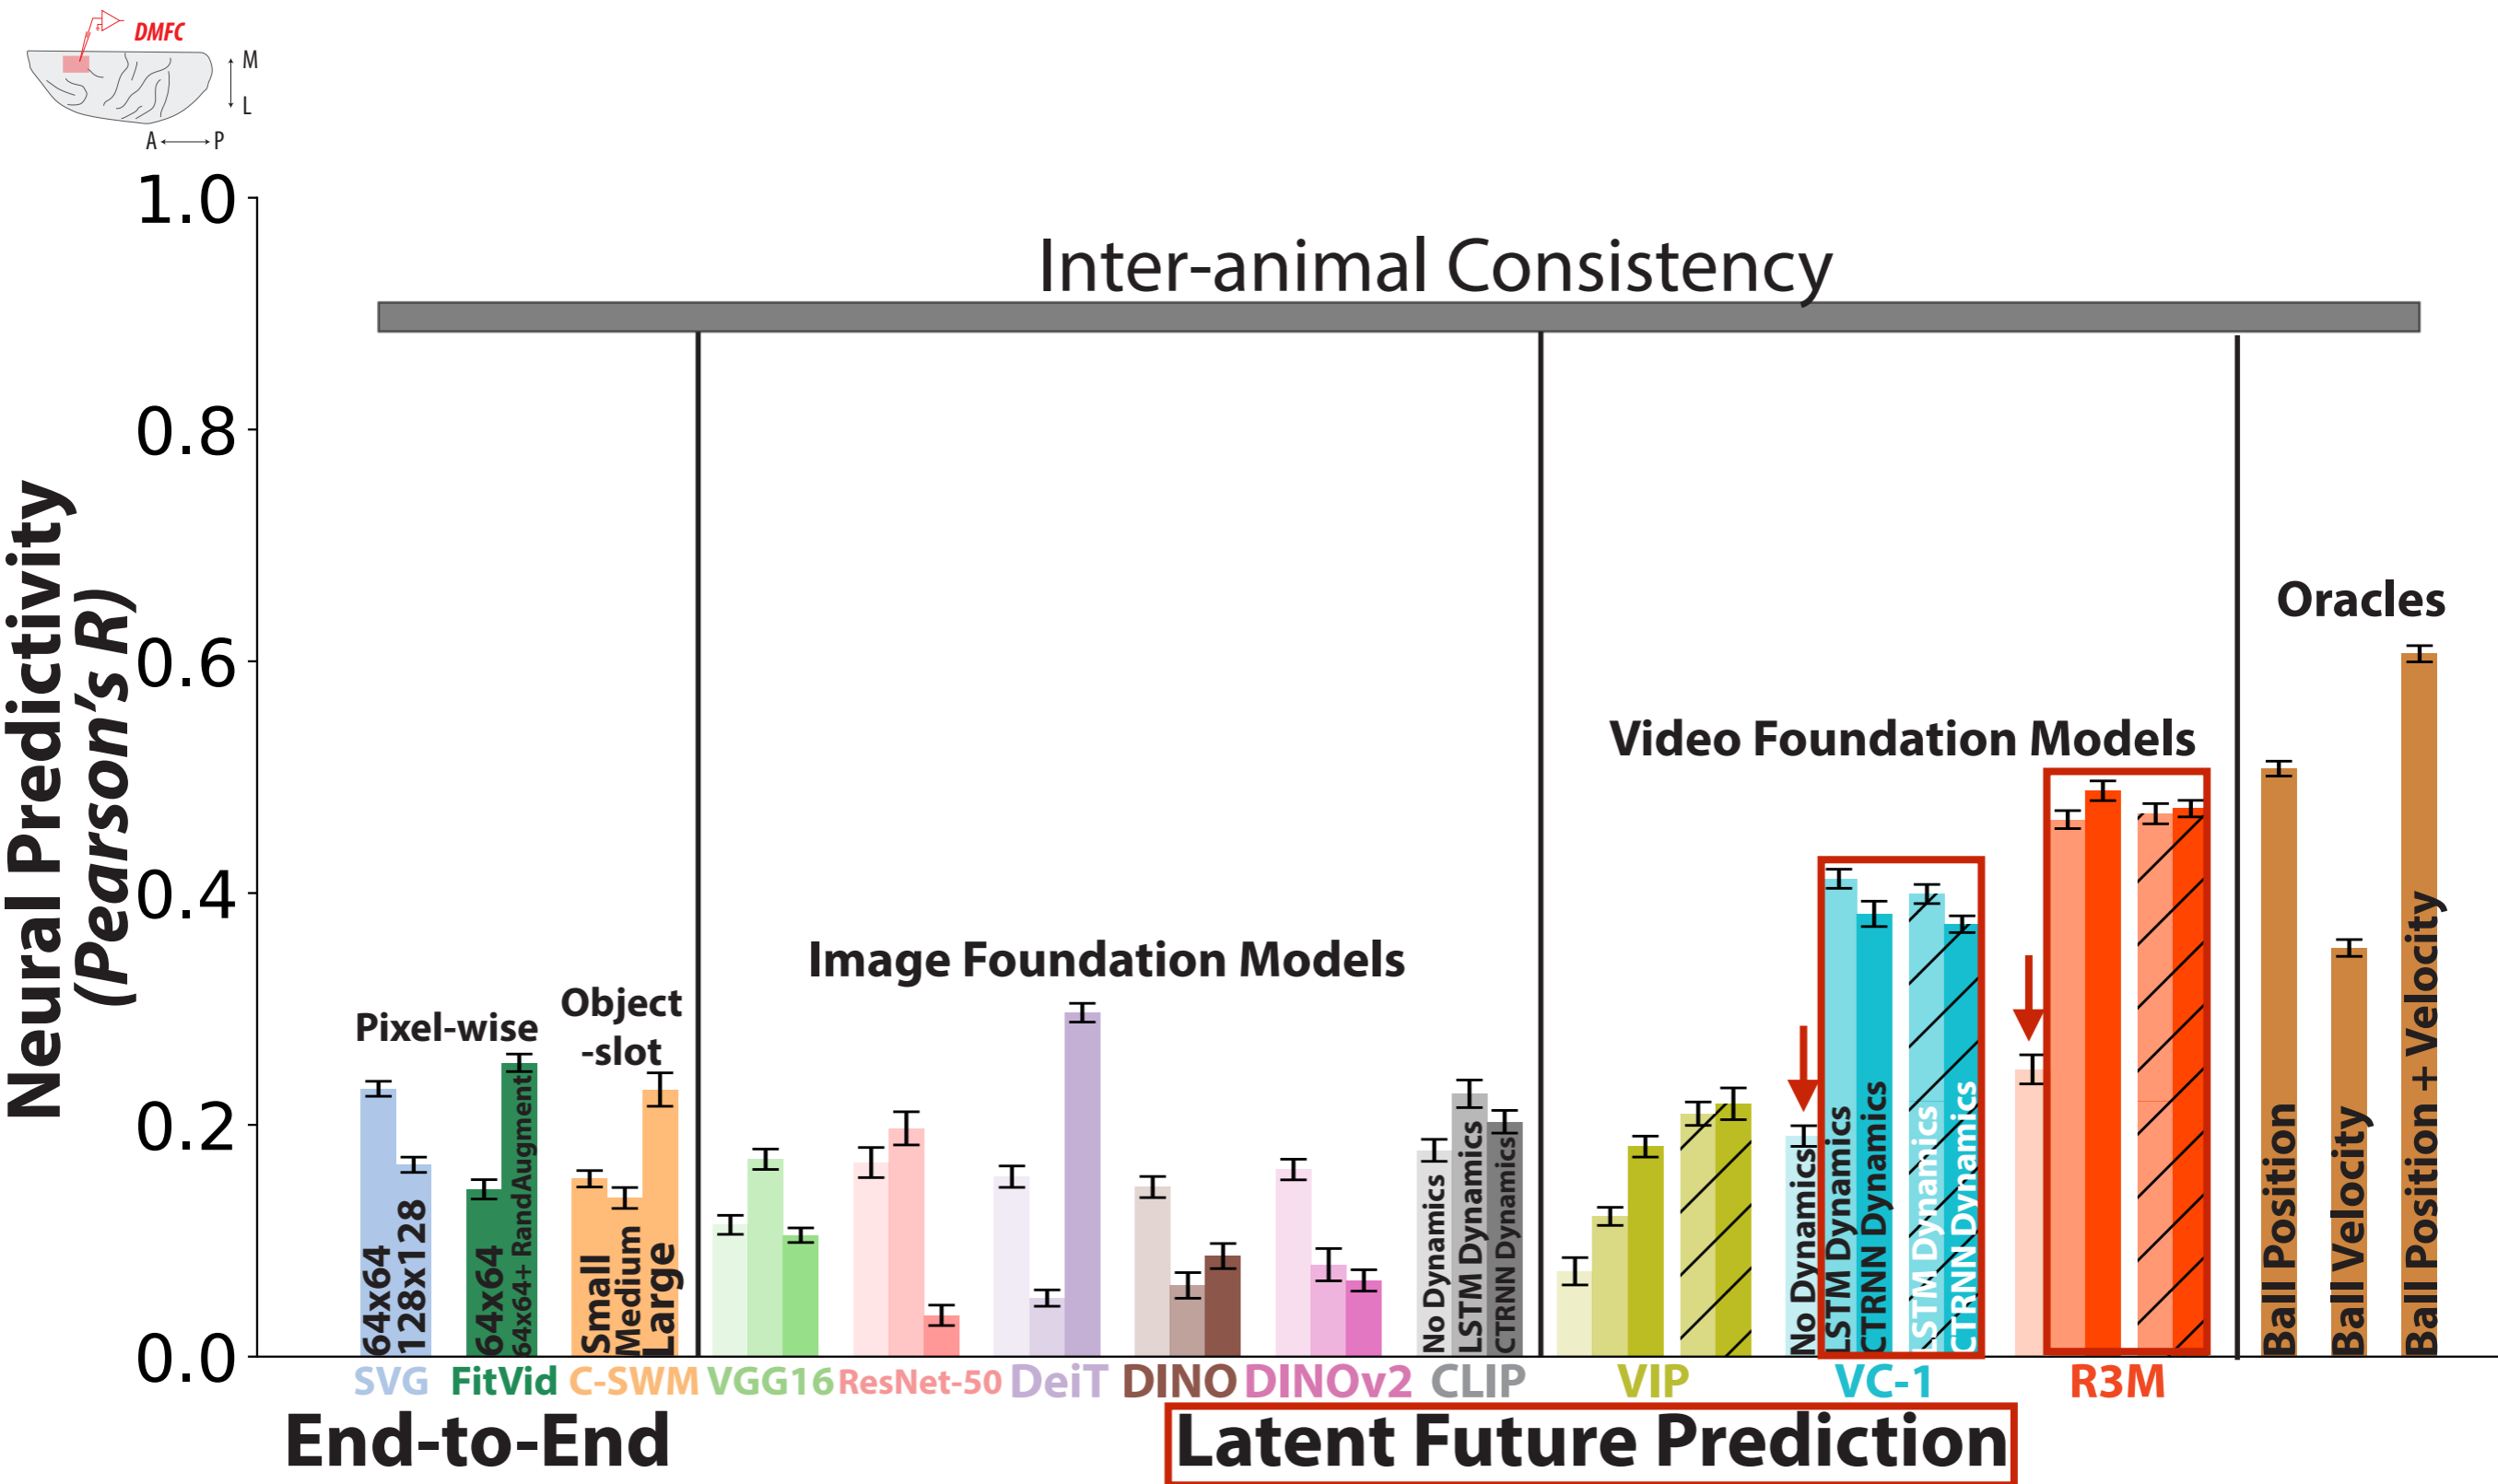 DMFC
M
L
A
P
1.0
0.8
0.6
0.4
0.2
0.0
Neural Predictivity
(Pearson's R)
Inter-animal Consistency
Oracles
Video Foundation Models
Image Foundation Models
Pixel-wise
Object
-slot
64x64
128x128
64x64
64x64+ RandAugment
Small
Medium
Large
No Dynamics
LSTM Dynamics
CTRNN Dynamics
No Dynamics
LSTM Dynamics
CTRNN Dynamics
LSTM Dynamics
CTRNN Dynamics
Ball Position
Ball Velocity
Ball Position + Velocity
SVG
FitVid
C-SWM
VGG16
ResNet-50
DeiT
DINO
DINOv2
CLIP
VIP
VC-1
R3M
End-to-End
Latent Future Prediction